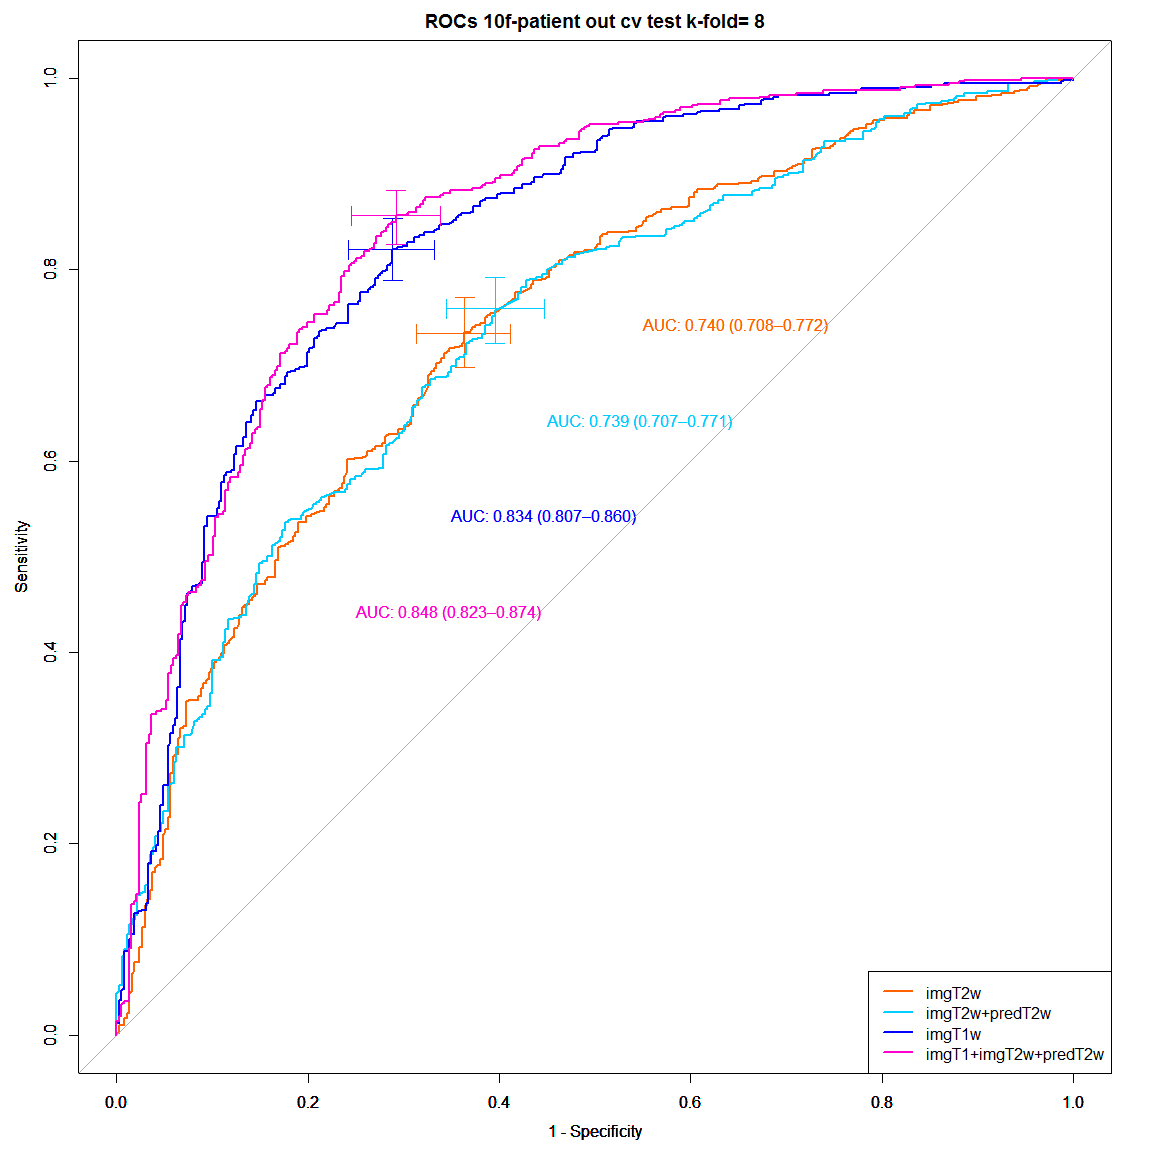 ROCs 10f-patient out cv test k-fold= 8
Sensitivity
1.0
0.8
0.6
0.4
0.2
0.0
AUC: 0.740 (0.708–0.772)
AUC: 0.739 (0.707–0.771)
AUC: 0.834 (0.807–0.860)
AUC: 0.848 (0.823–0.874)
imgT2w
imgT2w+predT2w
imgT1w
imgT1+imgT2w+predT2w
0.0 0.2 0.4 0.6 0.8 1.0
1 - Specificity